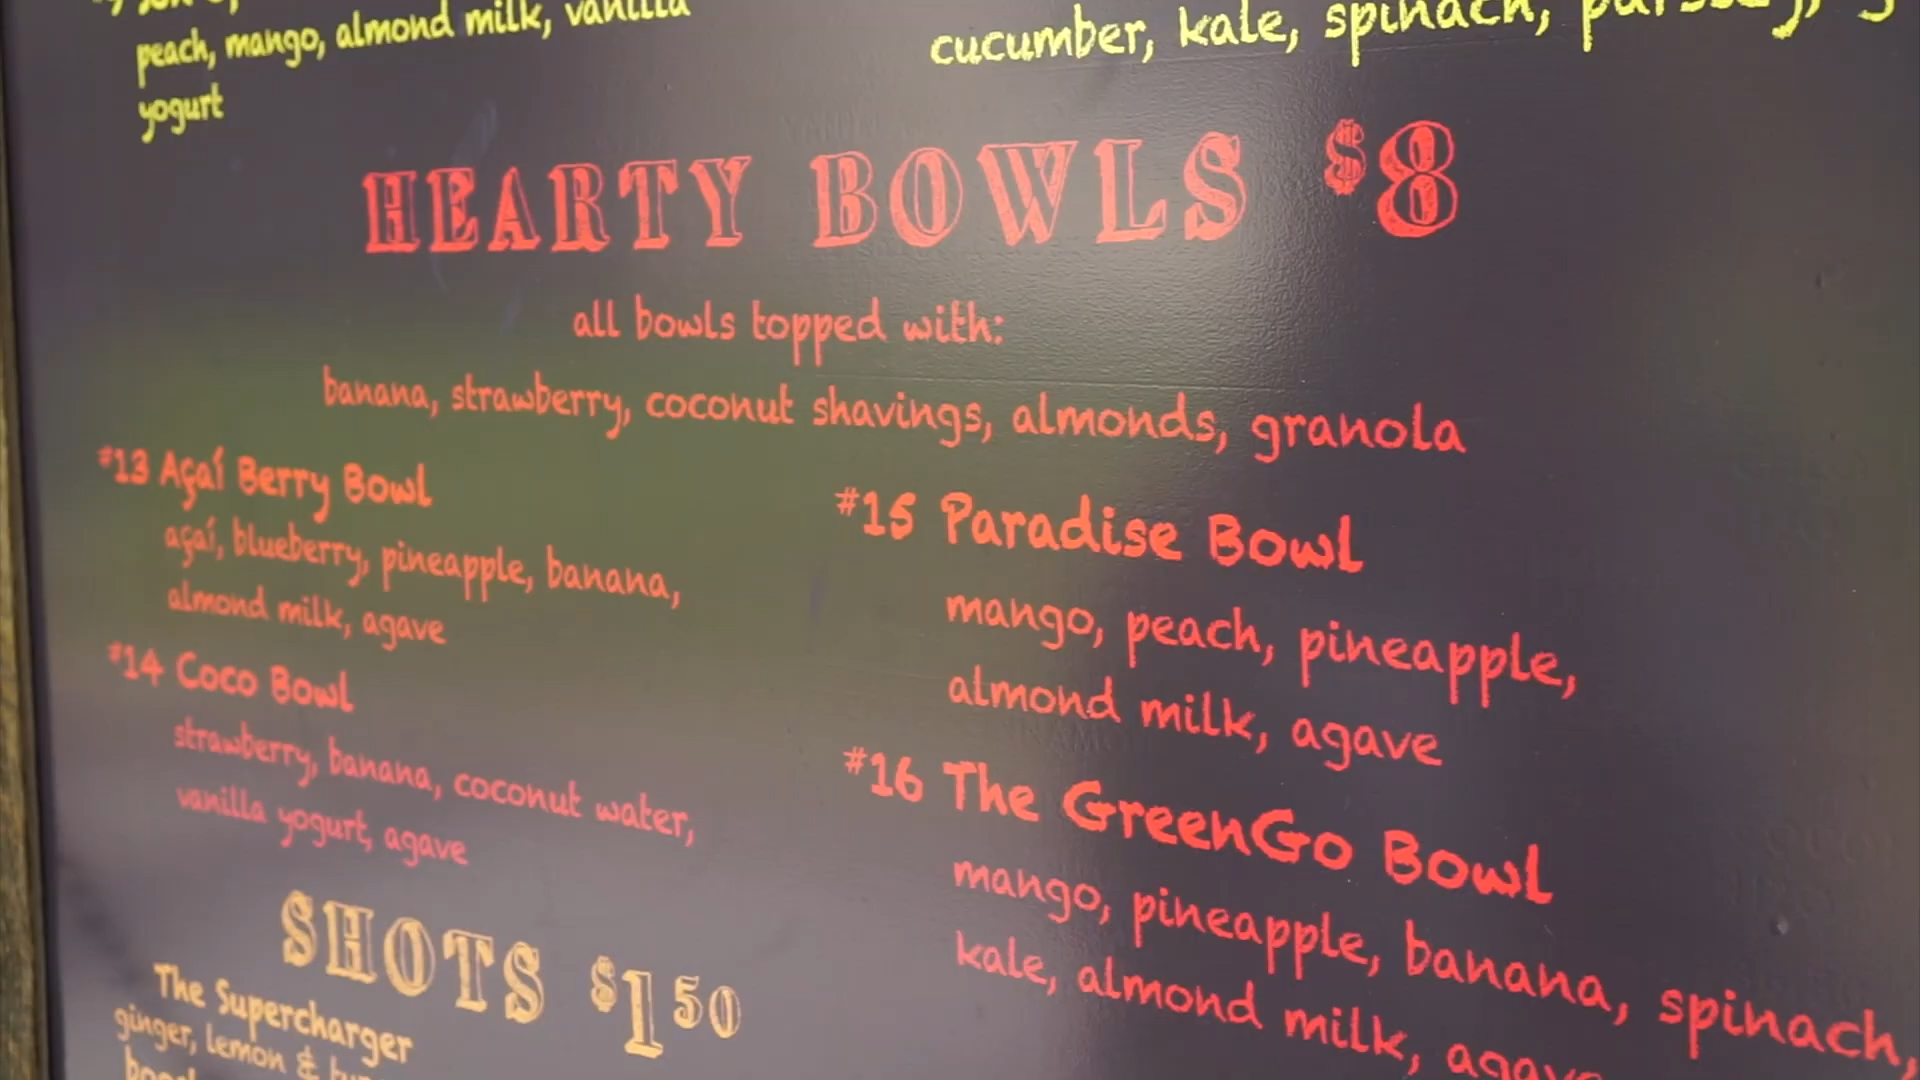 peach, mango, almond milk, vanilla
yogurt
cucumber, kale, spinach,
HEARTY BOWLS $8
all bowls topped with:
banana, strawberry, coconut shavings, almonds, granola
#13 Açaí Berry Bowl
açaí, blueberry, pineapple, banana,
almond milk, agave
#14 Coco Bowl
strawberry, banana, coconut water,
vanilla yogurt, agave
#15 Paradise Bowl
mango, peach, pineapple,
almond milk, agave
#16 The GreenGo Bowl
mango, pineapple, banana, spinach,
kale, almond milk, agave
SHOTS $1 50
The Supercharger
ginger, lemon &